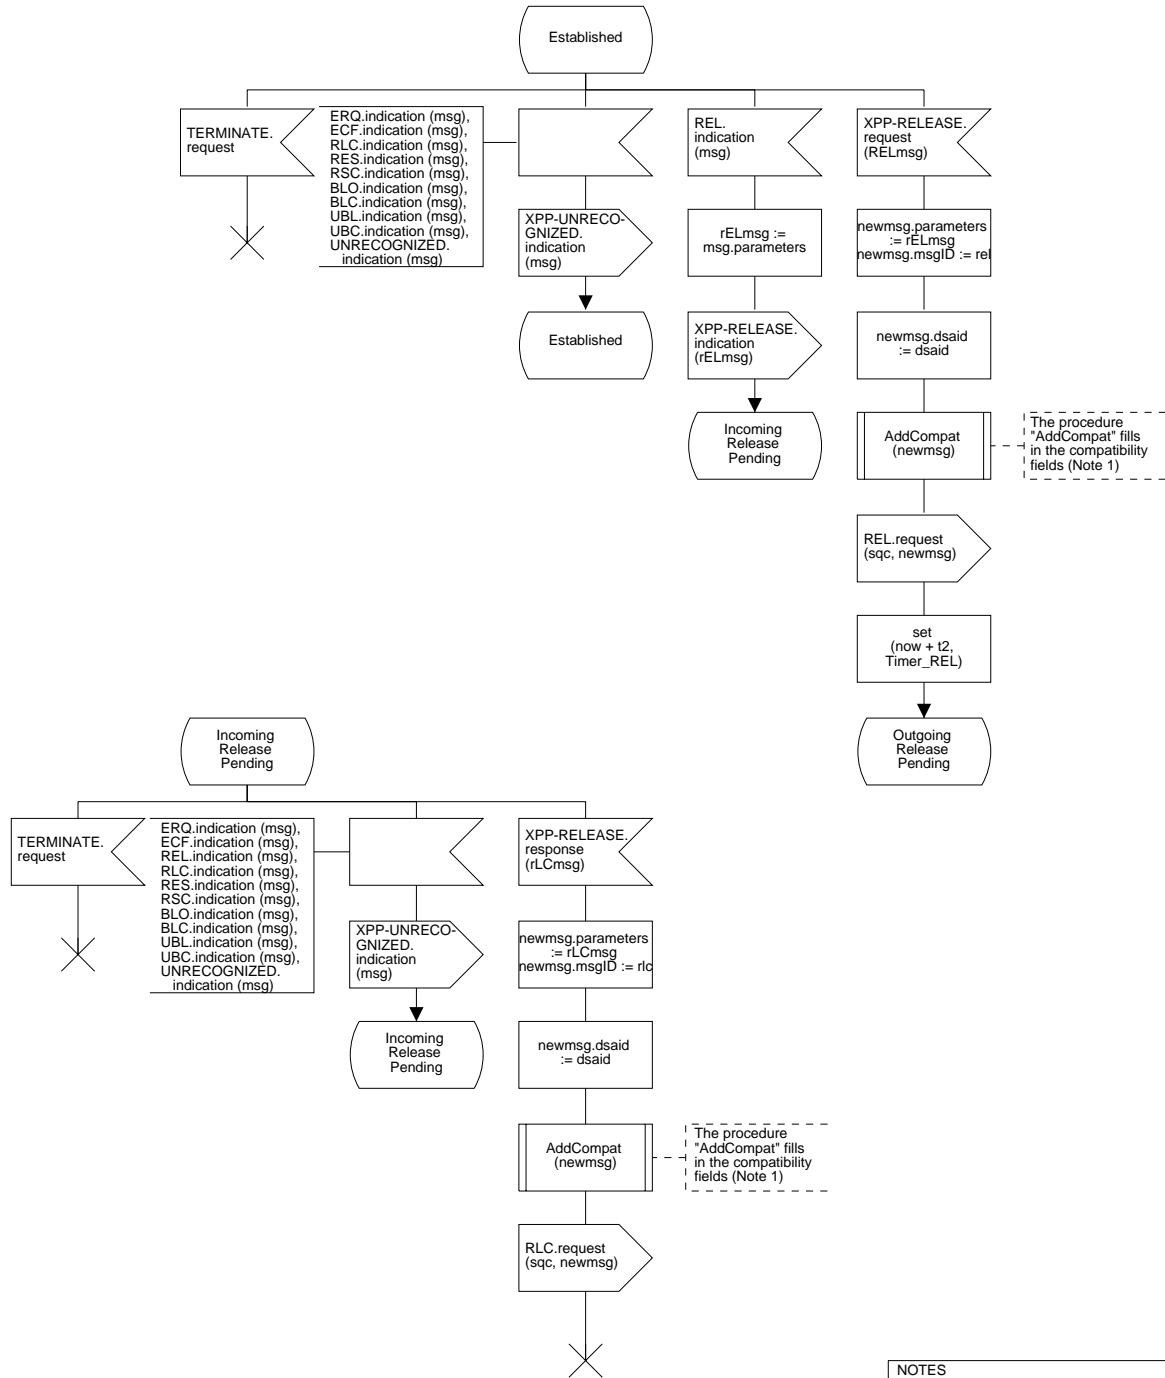 Established
TERMINATE.
request
ERQ.indication (msg),
ECF.indication (msg),
RLC.indication (msg),
RES.indication (msg),
RSC.indication (msg),
BLO.indication (msg),
BLC.indication (msg),
UBL.indication (msg),
UBC.indication (msg),
UNRECOGNIZED.
indication (msg)
REL.
indication
(msg)
XPP-RELEASE.
request
(RELmsg)
XPP-UNRECO-
GNIZED.
indication
(msg)
rELmsg :=
msg.parameters
newmsg.parameters
:= rELmsg
newmsg.msgID := rel
Established
XPP-RELEASE.
indication
(rELmsg)
newmsg.dsaid
:= dsaid
Incoming
Release
Pending
AddCompat
(newmsg)
The procedure
"AddCompat" fills
in the compatibility
fields (Note 1)
REL.request
(sqc, newmsg)
set
(now + t2,
Timer_REL)
Outgoing
Release
Pending
Incoming
Release
Pending
TERMINATE.
request
ERQ.indication (msg),
ECF.indication (msg),
REL.indication (msg),
RLC.indication (msg),
RES.indication (msg),
RSC.indication (msg),
BLO.indication (msg),
BLC.indication (msg),
UBL.indication (msg),
UBC.indication (msg),
UNRECOGNIZED.
indication (msg)
XPP-RELEASE.
response
(rLCmsg)
XPP-UNRECO-
GNIZED.
indication
(msg)
newmsg.parameters
:= rLCmsg
newmsg.msgID := rlc
Incoming
Release
Pending
newmsg.dsaid
:= dsaid
AddCompat
(newmsg)
The procedure
"AddCompat" fills
in the compatibility
fields (Note 1)
RLC.request
(sqc, newmsg)
NOTES